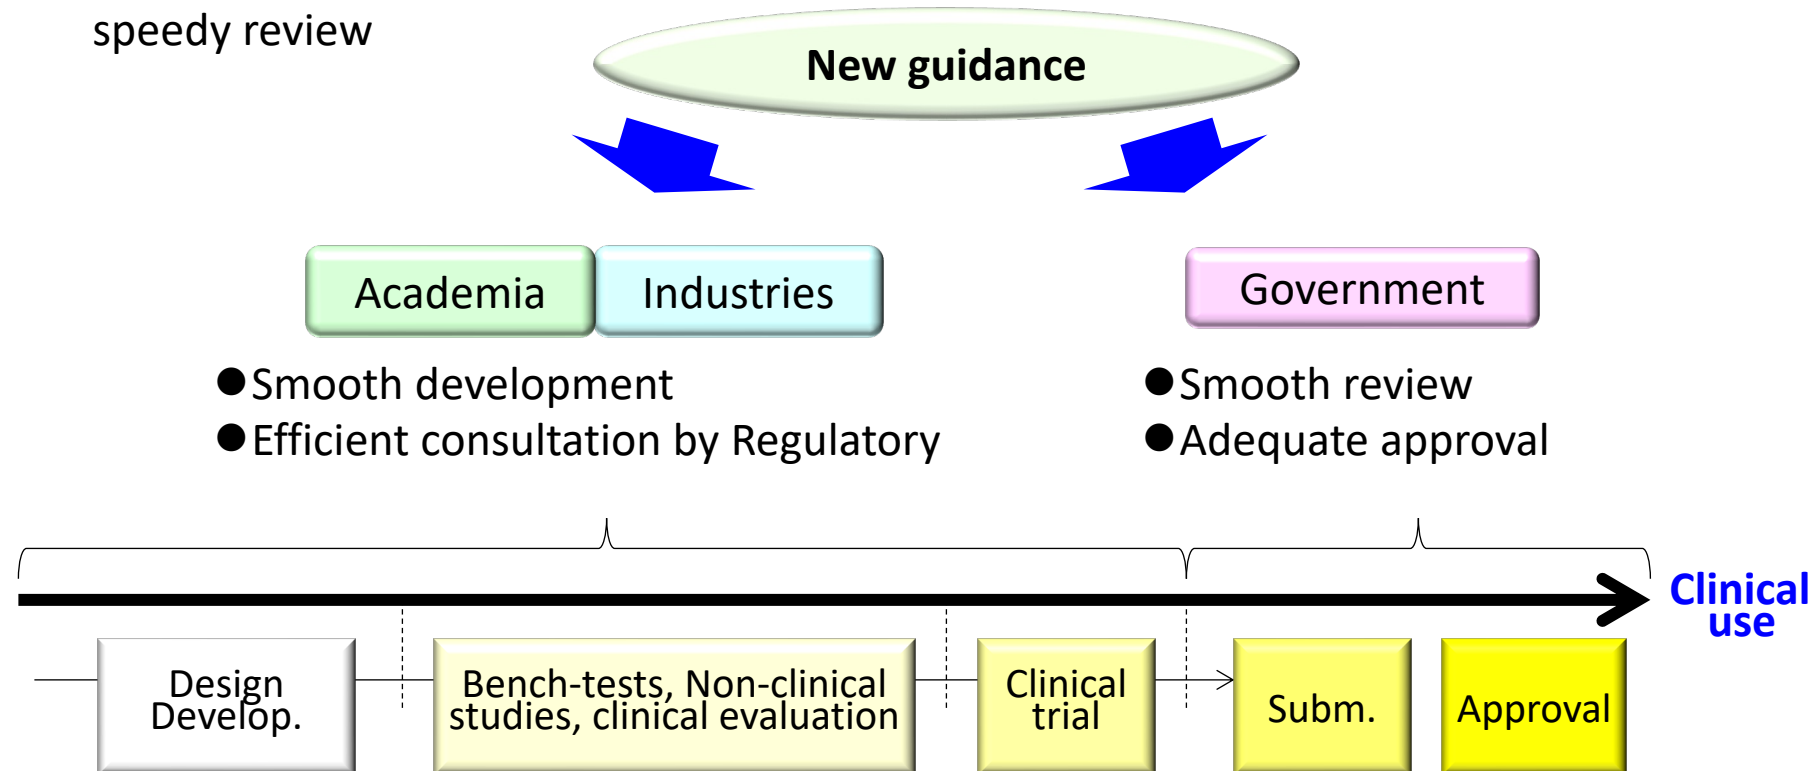 speedy review
New guidance
Academia
Industries
Government
●Smooth development
●Efficient consultation by Regulatory
●Smooth review
●Adequate approval
Clinical
use
Design
Develop.
Bench-tests, Non-clinical
studies, clinical evaluation
Clinical
trial
Subm.
Approval